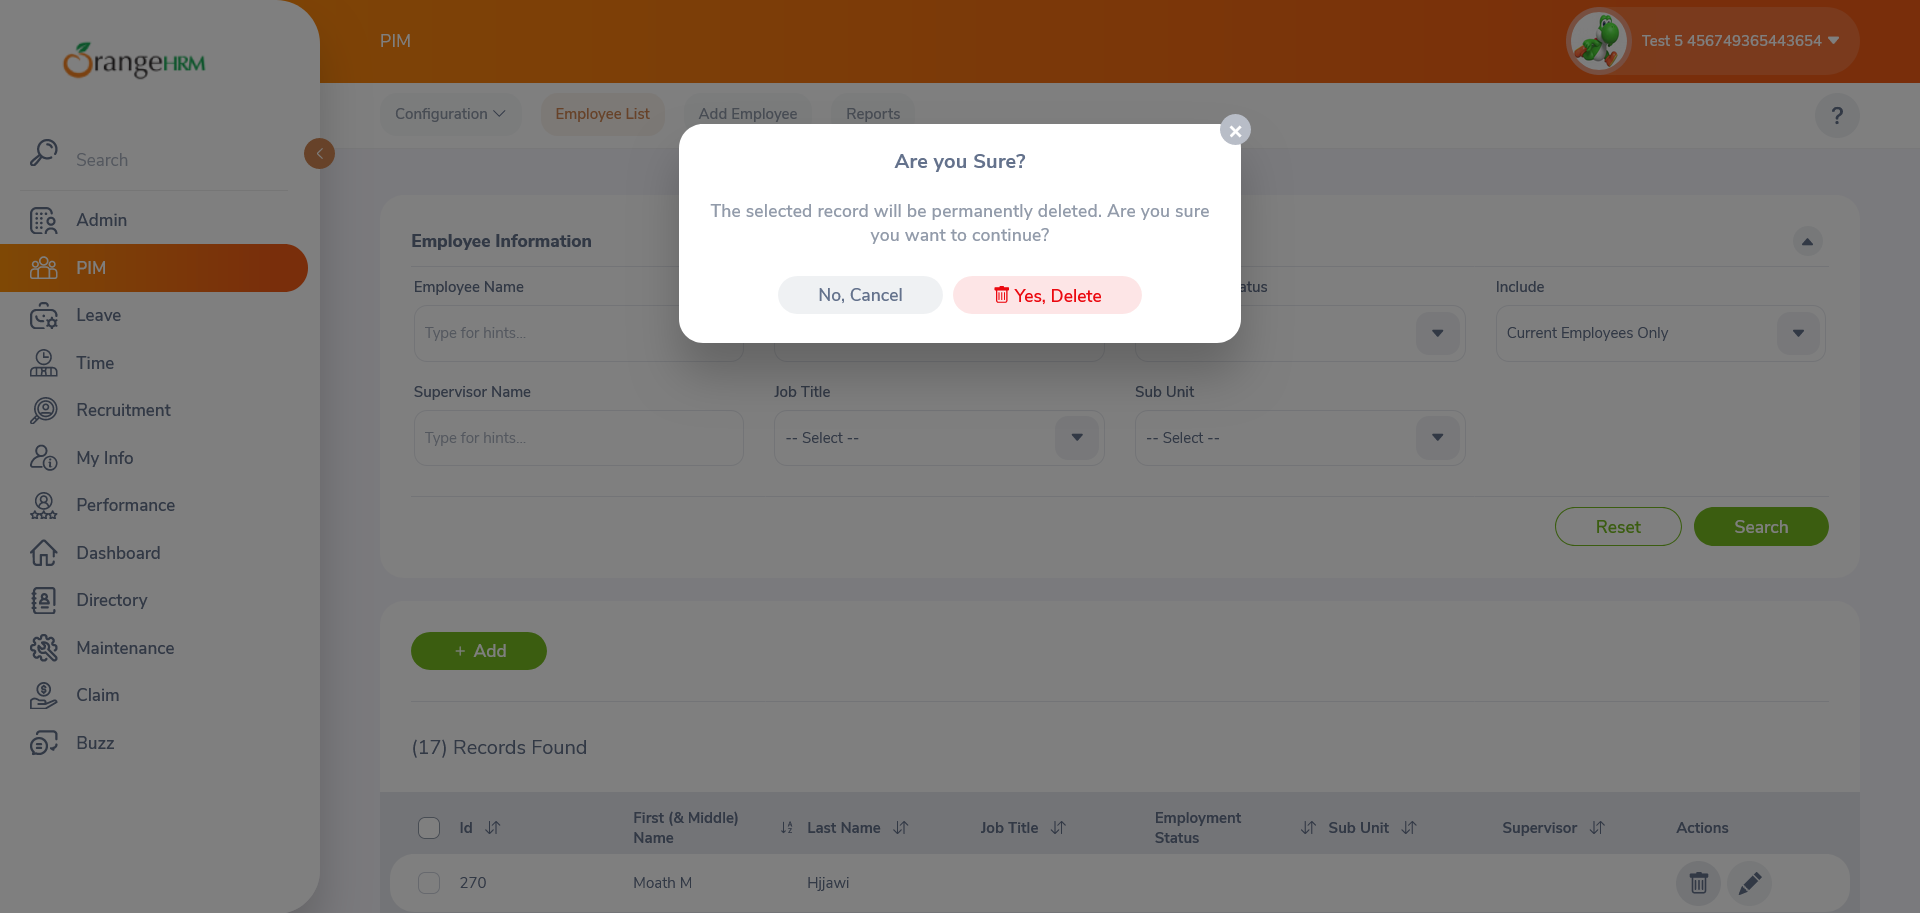 OrangeHRM
PIM
Test 5 456749365443654
Configuration
Employee List
Add Employee
Reports
?
Search
Admin
PIM
Leave
Time
Recruitment
My Info
Performance
Dashboard
Directory
Maintenance
Claim
Buzz
Are you Sure?
The selected record will be permanently deleted. Are you sure
you want to continue?
No, Cancel
Yes, Delete
Employee Information
Employee Name
Include
Type for hints...
Current Employees Only
Supervisor Name
Job Title
Sub Unit
Type for hints...
-- Select --
-- Select --
Reset
Search
+ Add
(17) Records Found
Id
First (& Middle)
Name
Last Name
Job Title
Employment
Status
Sub Unit
Supervisor
Actions
270
Moath M
Hjjawi